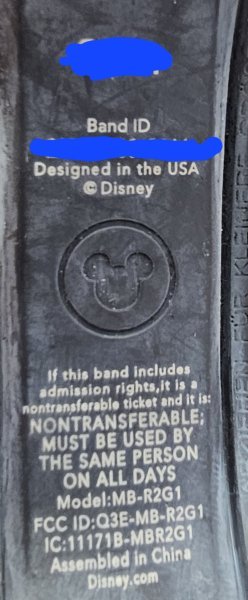 Band ID
Designed in the USA
© Disney
If this band includes
admission rights,it is a
nontransferable ticket and it is:
NONTRANSFERABLE;
MUST BE USED BY
THE SAME PERSON
ON ALL DAYS
Model:MB-R2G1
FCC ID:Q3E-MB-R2G1
IC:11171B-MBR2G1
Assembled in China
Disney.com